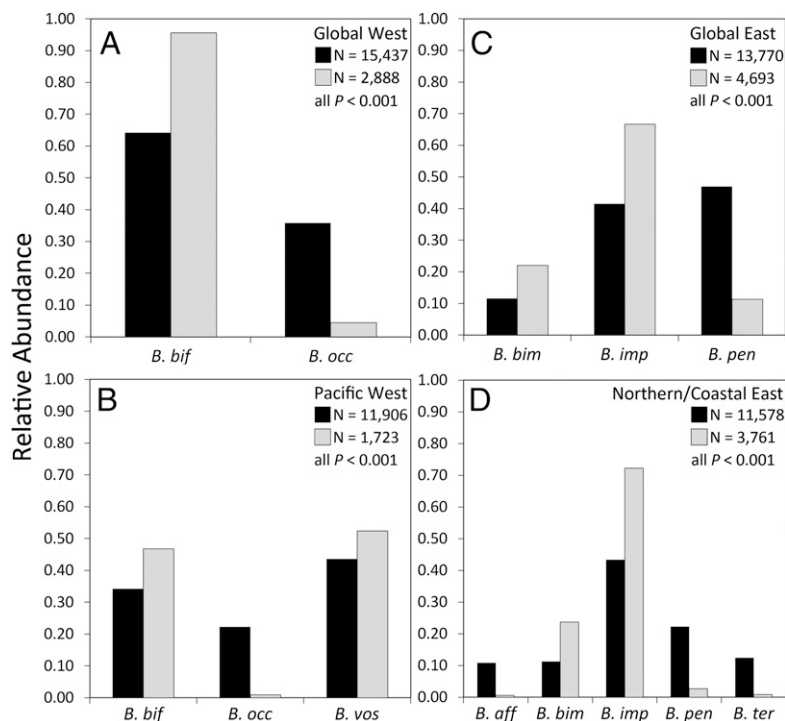 Relative Abundance
A
Global West
N = 15,437
N = 2,888
all P < 0.001
1.00
0.90
0.80
0.70
0.60
0.50
0.40
0.30
0.20
0.10
0.00
B. bif
B. occ
C
Global East
N = 13,770
N = 4,693
all P < 0.001
1.00
0.90
0.80
0.70
0.60
0.50
0.40
0.30
0.20
0.10
0.00
B. bim
B. imp
B. pen
B
Pacific West
N = 11,906
N = 1,723
all P < 0.001
1.00
0.90
0.80
0.70
0.60
0.50
0.40
0.30
0.20
0.10
0.00
B. bif
B. occ
B. vos
D
Northern/Coastal East
N = 11,578
N = 3,761
all P < 0.001
1.00
0.90
0.80
0.70
0.60
0.50
0.40
0.30
0.20
0.10
0.00
B. aff
B. bim
B. imp
B. pen
B. ter